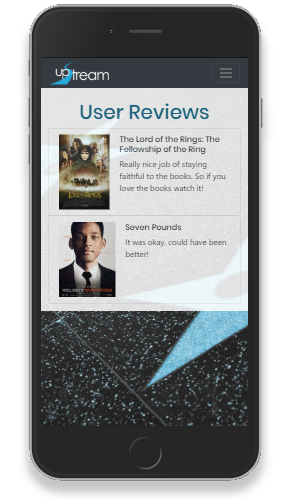 upstream
User Reviews
The Lord of the Rings: The
Fellowship of the Ring
Really nice job of staying
faithful to the books. So if you
love the books watch it!
Seven Pounds
It was okay, could have been
better!